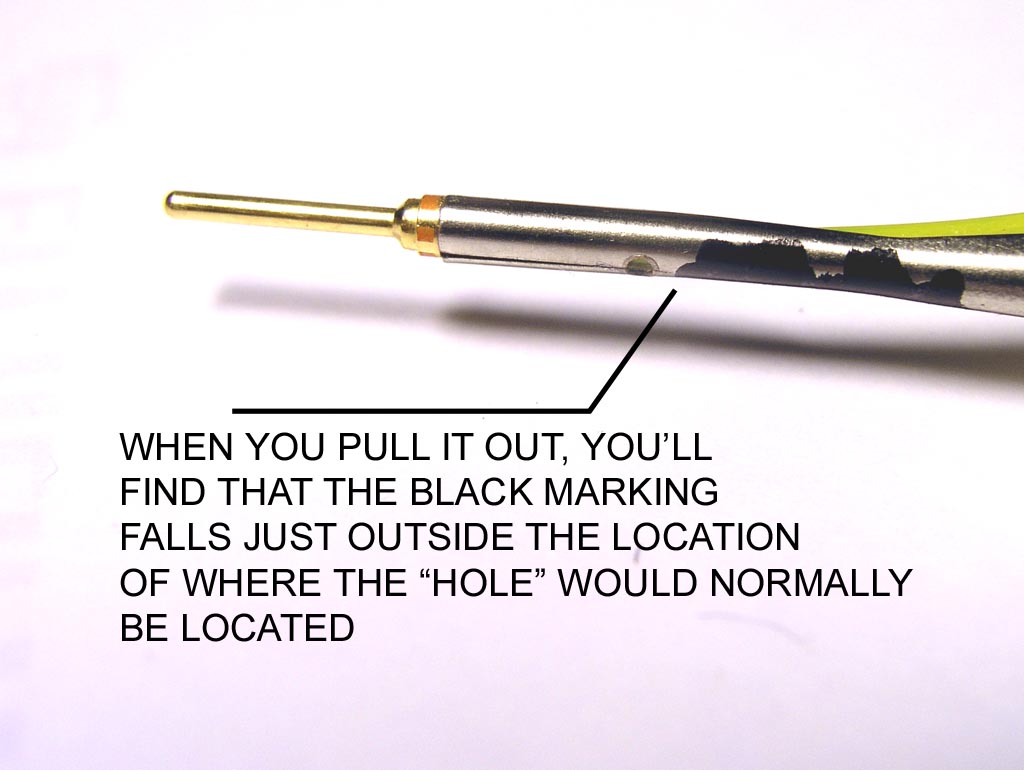 WHEN YOU PULL IT OUT, YOU’LL
FIND THAT THE BLACK MARKING
FALLS JUST OUTSIDE THE LOCATION
OF WHERE THE “HOLE” WOULD NORMALLY
BE LOCATED